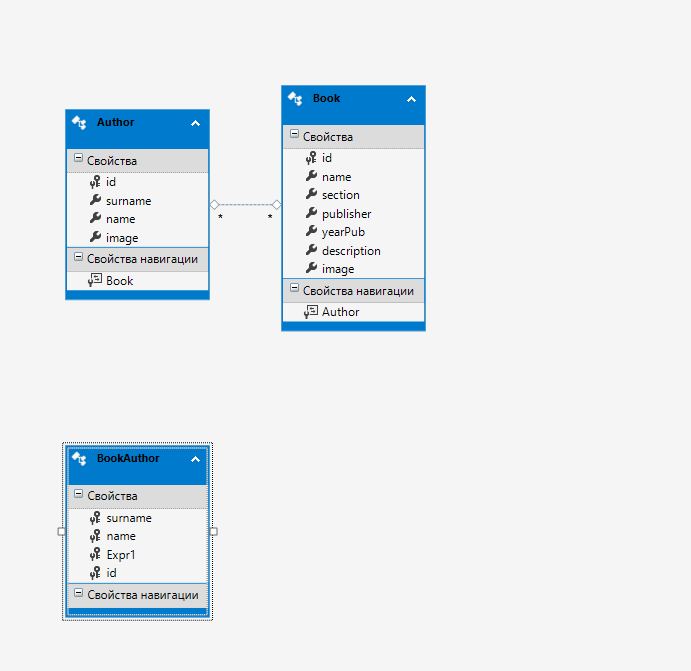 Author
Свойства
id
surname
name
image
Свойства навигации
Book
*
*
Book
Свойства
id
name
section
publisher
yearPub
description
image
Свойства навигации
Author
BookAuthor
Свойства
surname
name
Expr1
id
Свойства навигации